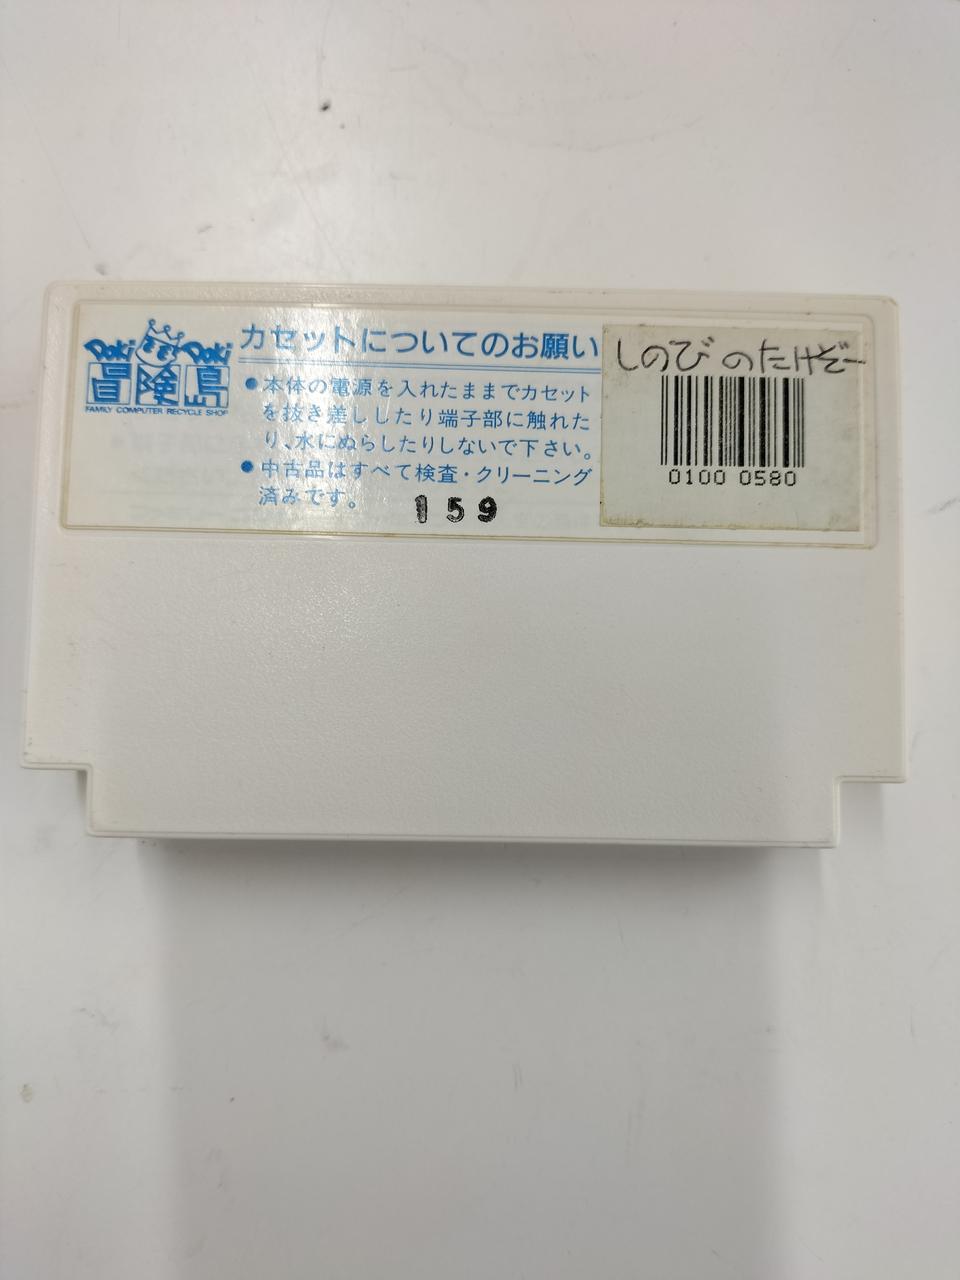 Doki Doki
冒険島
FAMILY COMPUTER RECYCLE SHOP
カセットについてのお願い
●本体の電源を入れたままでカセット
を抜き差ししたり端子部に触れた
り、水にぬらしたりしないで下さい。
●中古品はすべて検査・クリーニング
済みです。
159
しのびのたけぞー
0100 0580